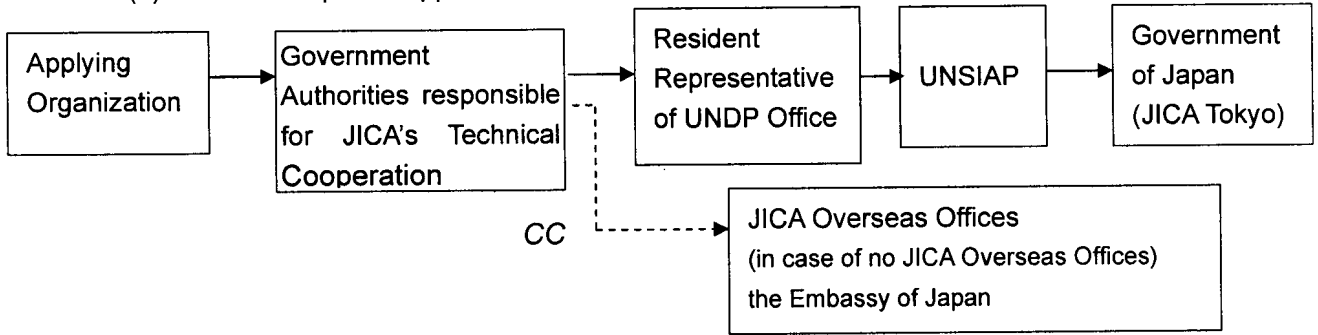 Applying
Organization
Government
Authorities responsible
for JICA's Technical
Cooperation
Resident
Representative
of UNDP Office
UNSIAP
Government
of Japan
(JICA Tokyo)
CC
JICA Overseas Offices
(in case of no JICA Overseas Offices)
the Embassy of Japan